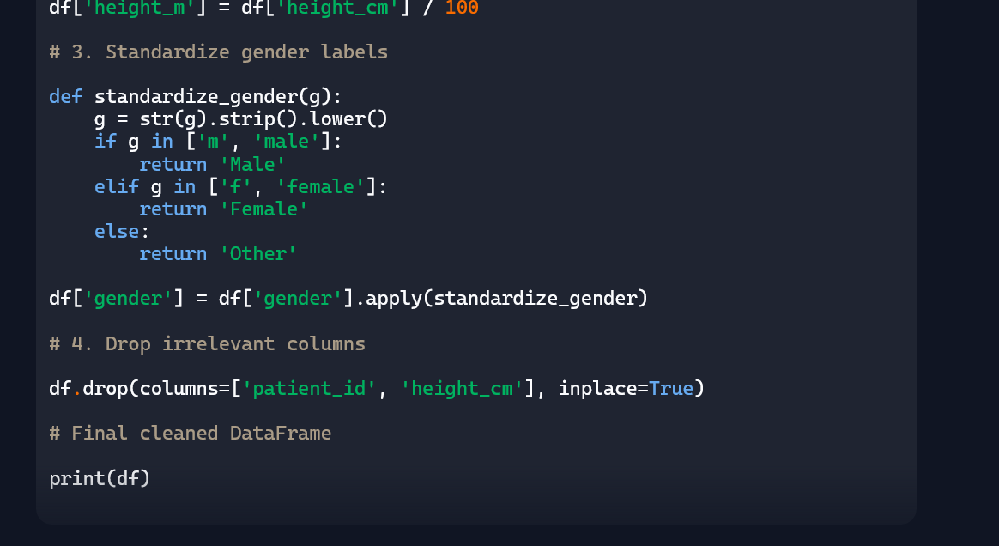 df['height_m'] = df['height_cm'] / 100
# 3. Standardize gender labels
def standardize_gender(g):
    g = str(g).strip().lower()
    if g in ['m', 'male']:
        return 'Male'
    elif g in ['f', 'female']:
        return 'Female'
    else:
        return 'Other'
df['gender'] = df['gender'].apply(standardize_gender)
# 4. Drop irrelevant columns
df.drop(columns=['patient_id', 'height_cm'], inplace=True)
# Final cleaned DataFrame
print(df)